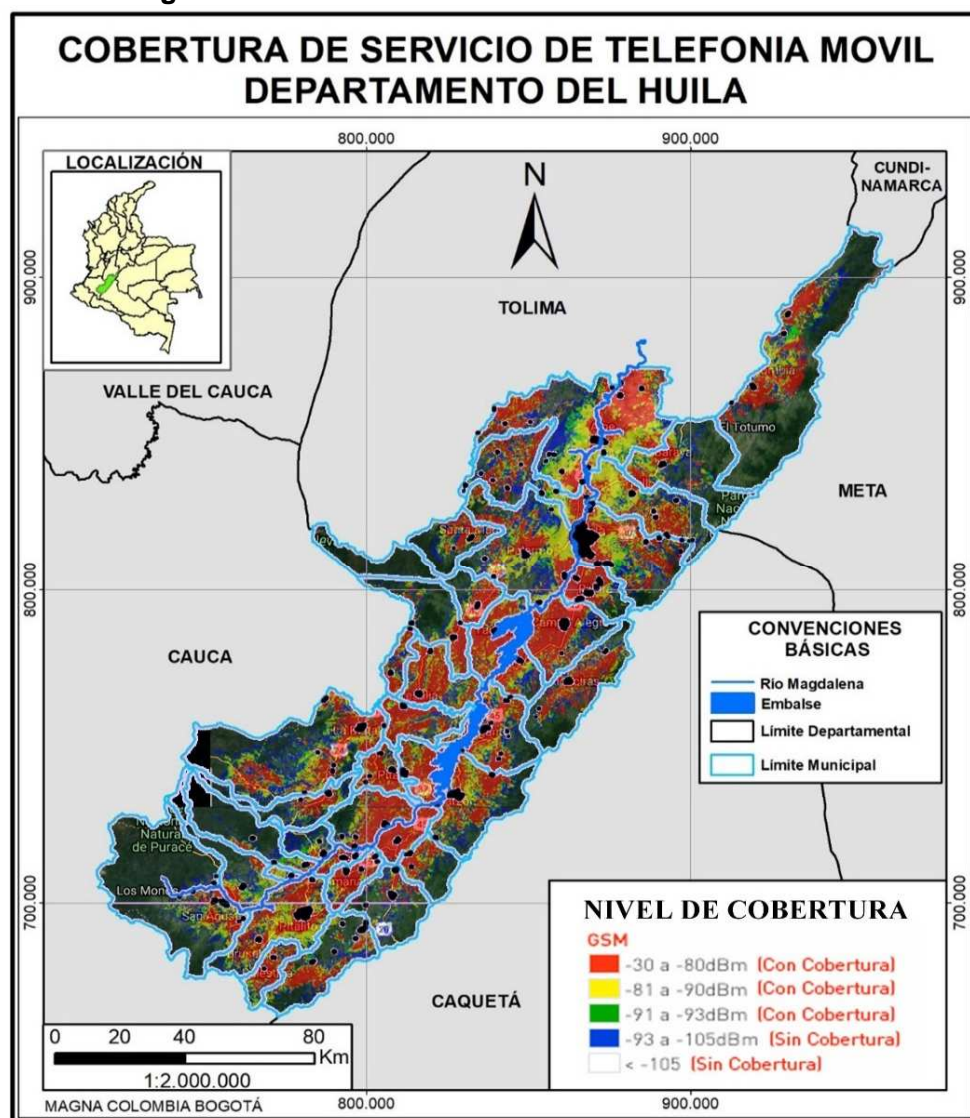 COBERTURA DE SERVICIO DE TELEFONIA MOVIL
DEPARTAMENTO DEL HUILA
800.000
900.000
LOCALIZACIÓN
CUNDI-
NAMARCA
N
900.000
900.000
TOLIMA
VALLE DEL CAUCA
El Totumo
META
800.000
800.000
CAUCA
CONVENCIONES
BÁSICAS
Río Magdalena
Embalse
Límite Departamental
Límite Municipal
Natural
de Puracé
700.000
700.000
CAQUETÁ
NIVEL DE COBERTURA
GSM
-30 a -80dBm (Con Cobertura)
-81 a -90dBm (Con Cobertura)
-91 a -93dBm (Con Cobertura)
-93 a -105dBm (Sin Cobertura)
< -105 (Sin Cobertura)
0 20 40 80
Km
1:2.000.000
MAGNA COLOMBIA BOGOTÁ
800.000
900.000